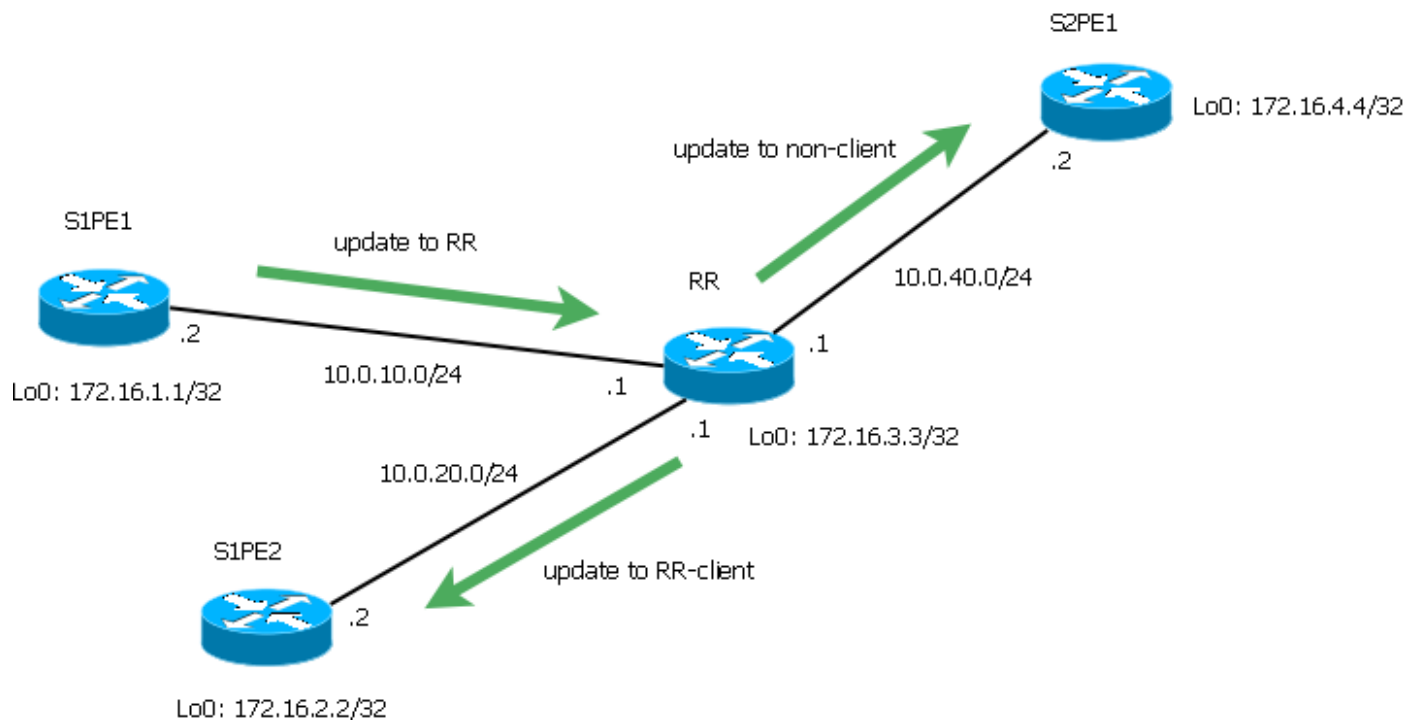 S2PE1
Lo0: 172.16.4.4/32
update to non-client
.2
S1PE1
update to RR
RR
10.0.40.0/24
.2
.1
10.0.10.0/24
.1
Lo0: 172.16.1.1/32
.1
Lo0: 172.16.3.3/32
10.0.20.0/24
S1PE2
update to RR-client
.2
Lo0: 172.16.2.2/32